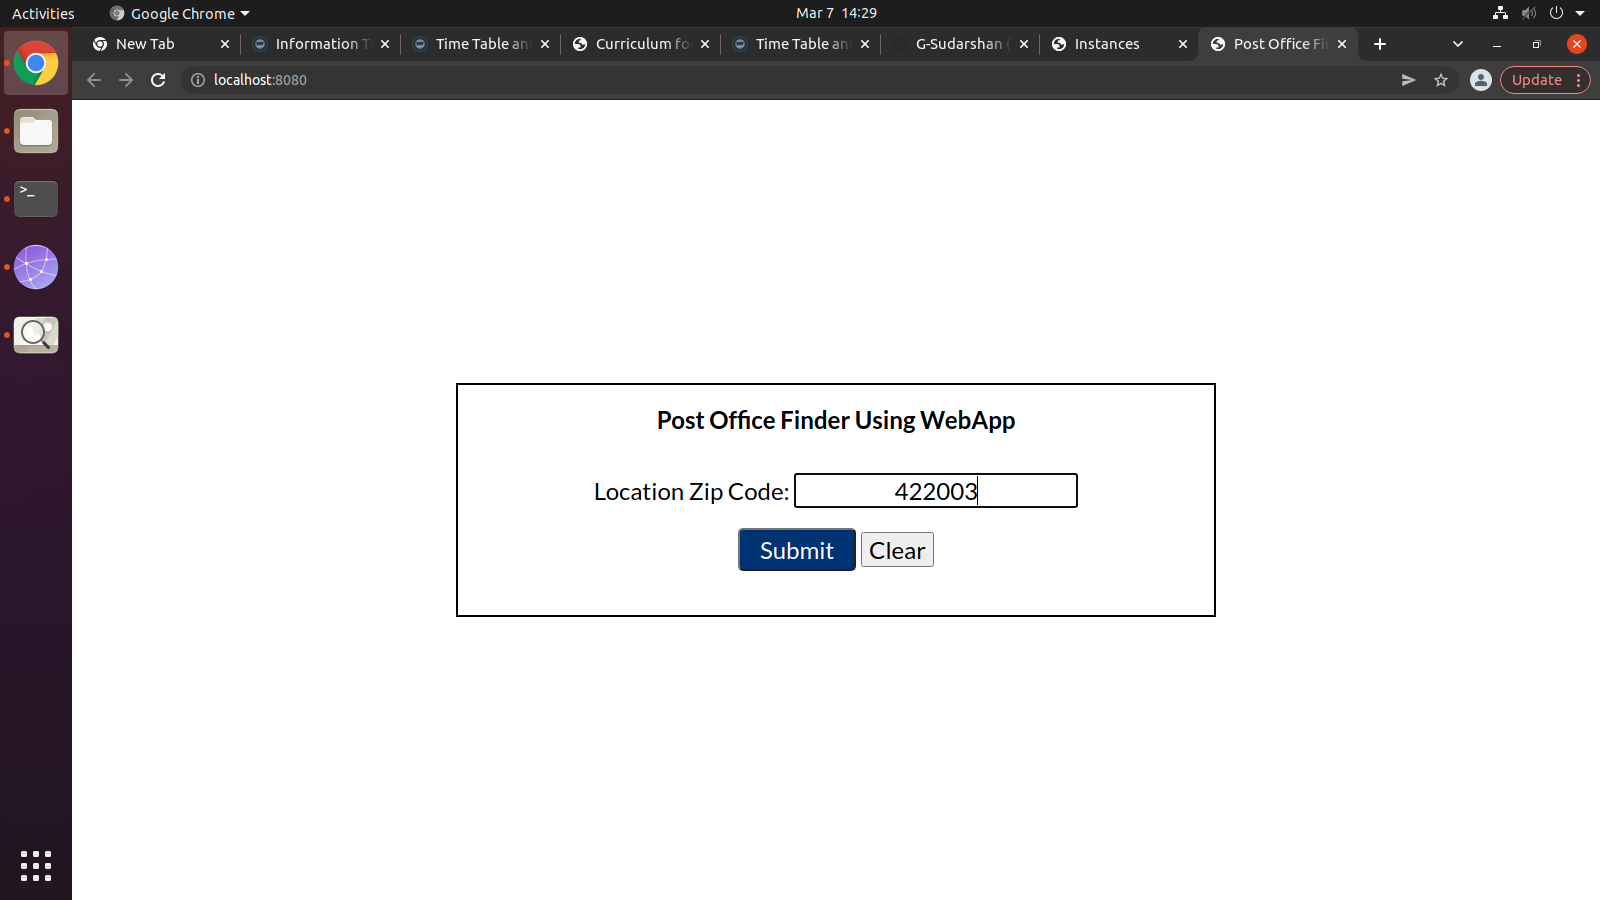 Activities
Google Chrome
Mar 7 14:29
New Tab
Information T
Time Table an
Curriculum fo
Time Table an
G-Sudarshan (
Instances
Post Office Fi
localhost:8080
Update
>_
Post Office Finder Using WebApp
Location Zip Code: 422003
Submit
Clear